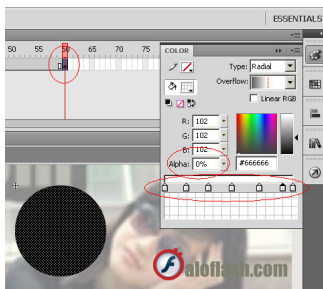 ESSENTIALS
50 55 60 65 70 75
COLOR
Type: Radial
Overflow:
Linear RGB
R: 102
G: 102
B: 102
Alpha: 0%
#666666
aloflash.com